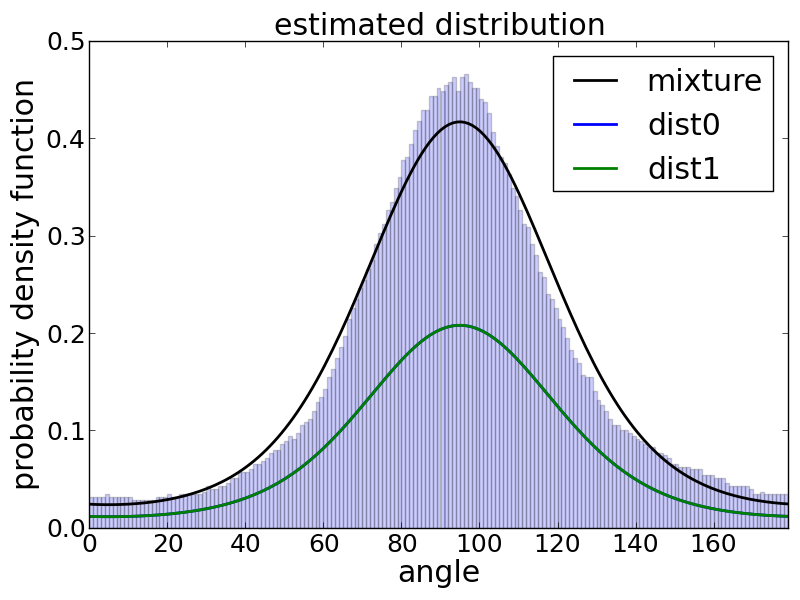 estimated distribution
probability density function
0.5
0.4
0.3
0.2
0.1
0.0
mixture
dist0
dist1
0 20 40 60 80 100 120 140 160
angle